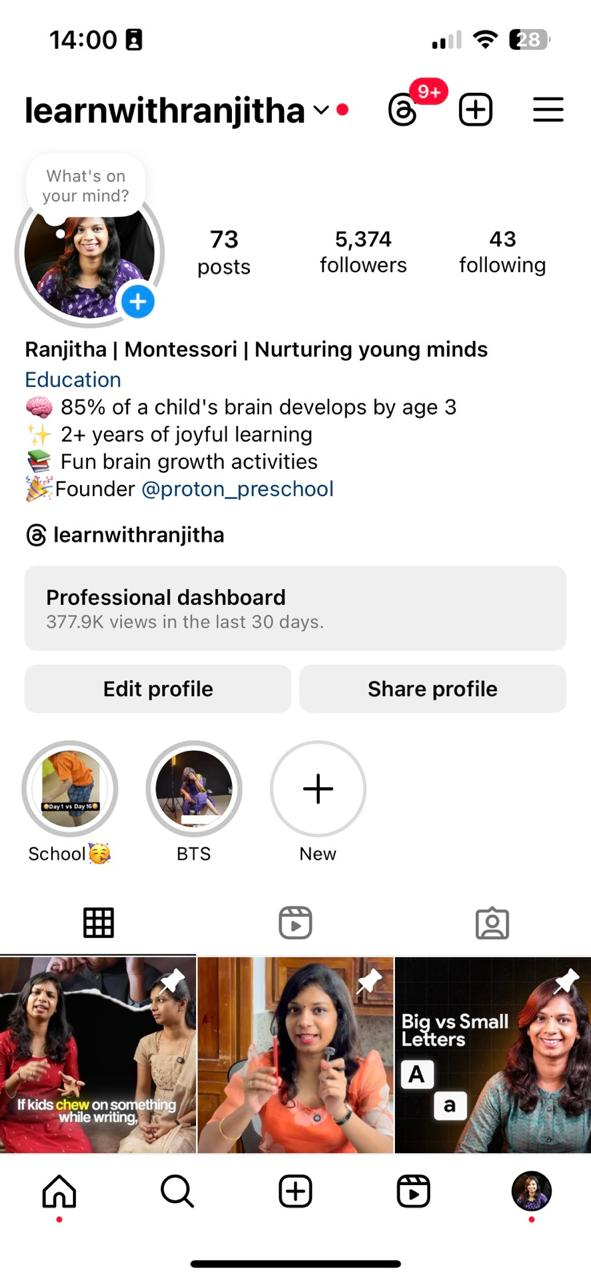 14:00
28
learnwithranjitha
9+
What's on
your mind?
73
posts
5,374
followers
43
following
Ranjitha | Montessori | Nurturing young minds
Education
🧠 85% of a child's brain develops by age 3
✨ 2+ years of joyful learning
📚 Fun brain growth activities
🎉Founder @proton_preschool
learnwithranjitha
Professional dashboard
377.9K views in the last 30 days.
Edit profile
Share profile
Day 1 vs Day 16
School🥳
BTS
New
If kids chew on something
while writing,
Big vs Small
Letters
A
a